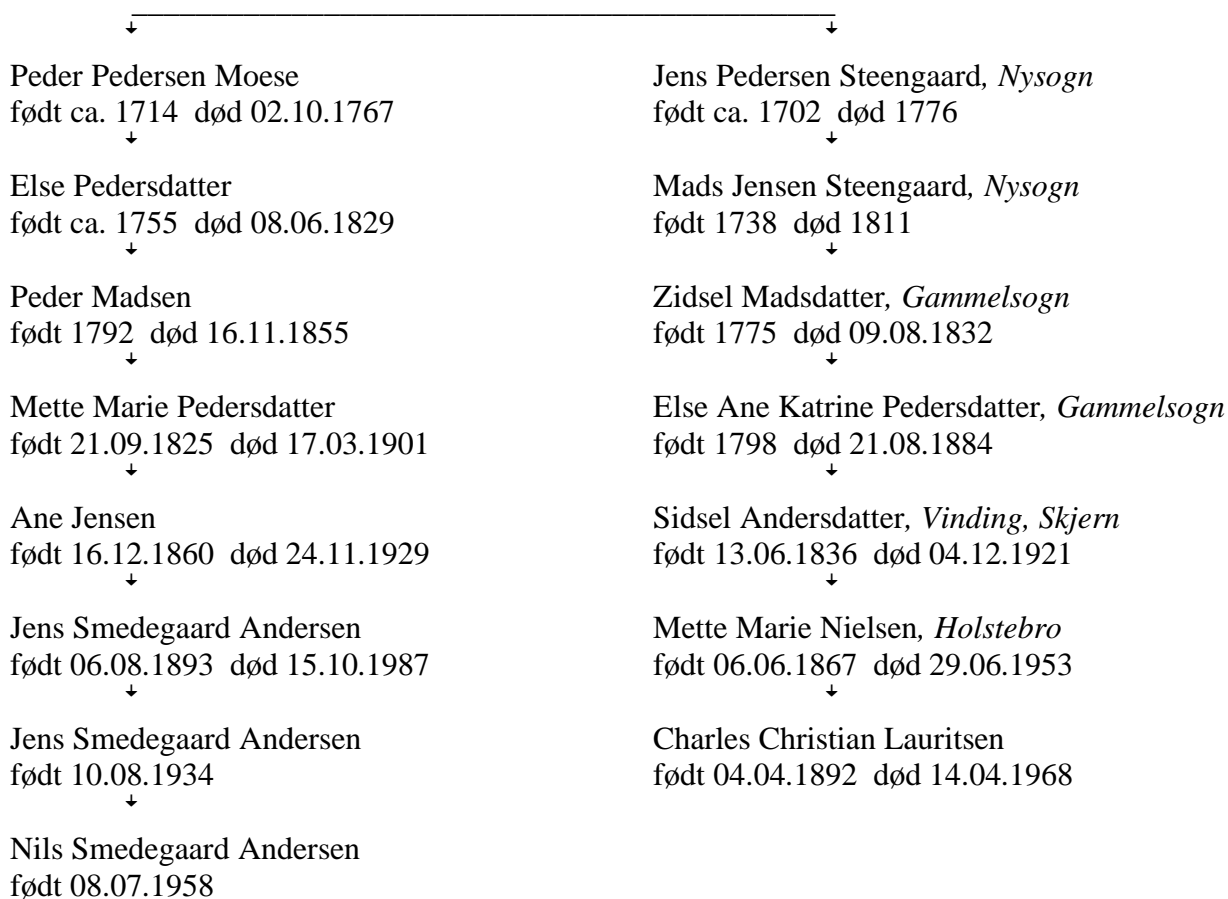 Peder Pedersen Moese
født ca. 1714  død 02.10.1767
Else Pedersdatter
født ca. 1755  død 08.06.1829
Peder Madsen
født 1792  død 16.11.1855
Mette Marie Pedersdatter
født 21.09.1825  død 17.03.1901
Ane Jensen
født 16.12.1860  død 24.11.1929
Jens Smedegaard Andersen
født 06.08.1893  død 15.10.1987
Jens Smedegaard Andersen
født 10.08.1934
Nils Smedegaard Andersen
født 08.07.1958
Jens Pedersen Steengaard, Nysogn
født ca. 1702  død 1776
Mads Jensen Steengaard, Nysogn
født 1738  død 1811
Zidsel Madsdatter, Gammelsogn
født 1775  død 09.08.1832
Else Ane Katrine Pedersdatter, Gammelsogn
født 1798  død 21.08.1884
Sidsel Andersdatter, Vinding, Skjern
født 13.06.1836  død 04.12.1921
Mette Marie Nielsen, Holstebro
født 06.06.1867  død 29.06.1953
Charles Christian Lauritsen
født 04.04.1892  død 14.04.1968